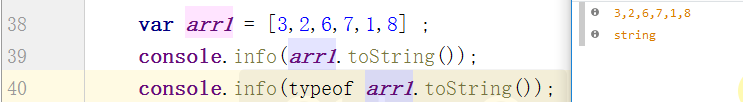 38 var arr1 = [3,2,6,7,1,8] ;
39 console.info(arr1.toString());
40 console.info(typeof arr1.toString());
3,2,6,7,1,8
string